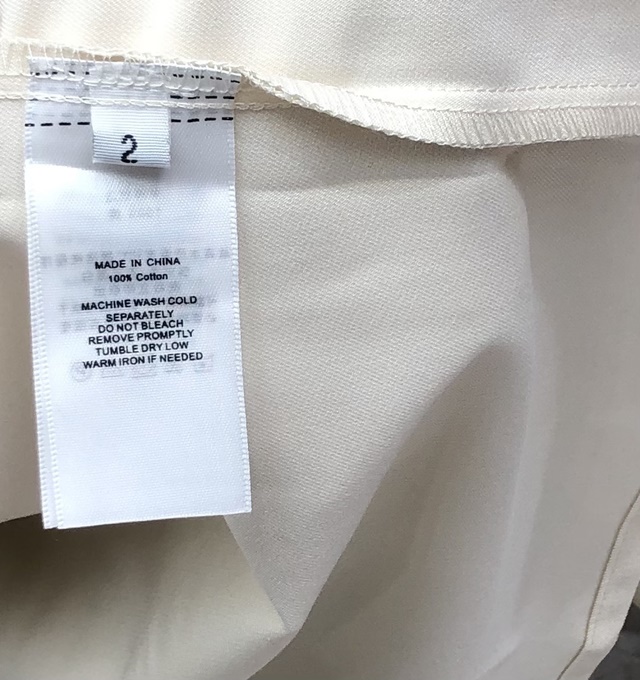 2
MADE IN CHINA
100% Cotton
MACHINE WASH COLD
SEPARATELY
DO NOT BLEACH
REMOVE PROMPTLY
TUMBLE DRY LOW
WARM IRON IF NEEDED